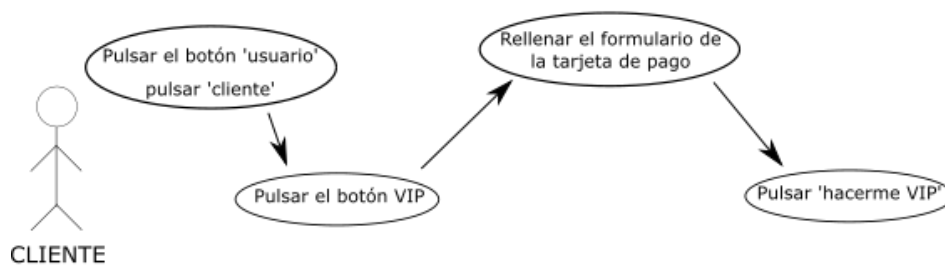 Pulsar el botón 'usuario'
pulsar 'cliente'
Rellenar el formulario de
la tarjeta de pago
Pulsar el botón VIP
Pulsar 'hacerme VIP'
CLIENTE